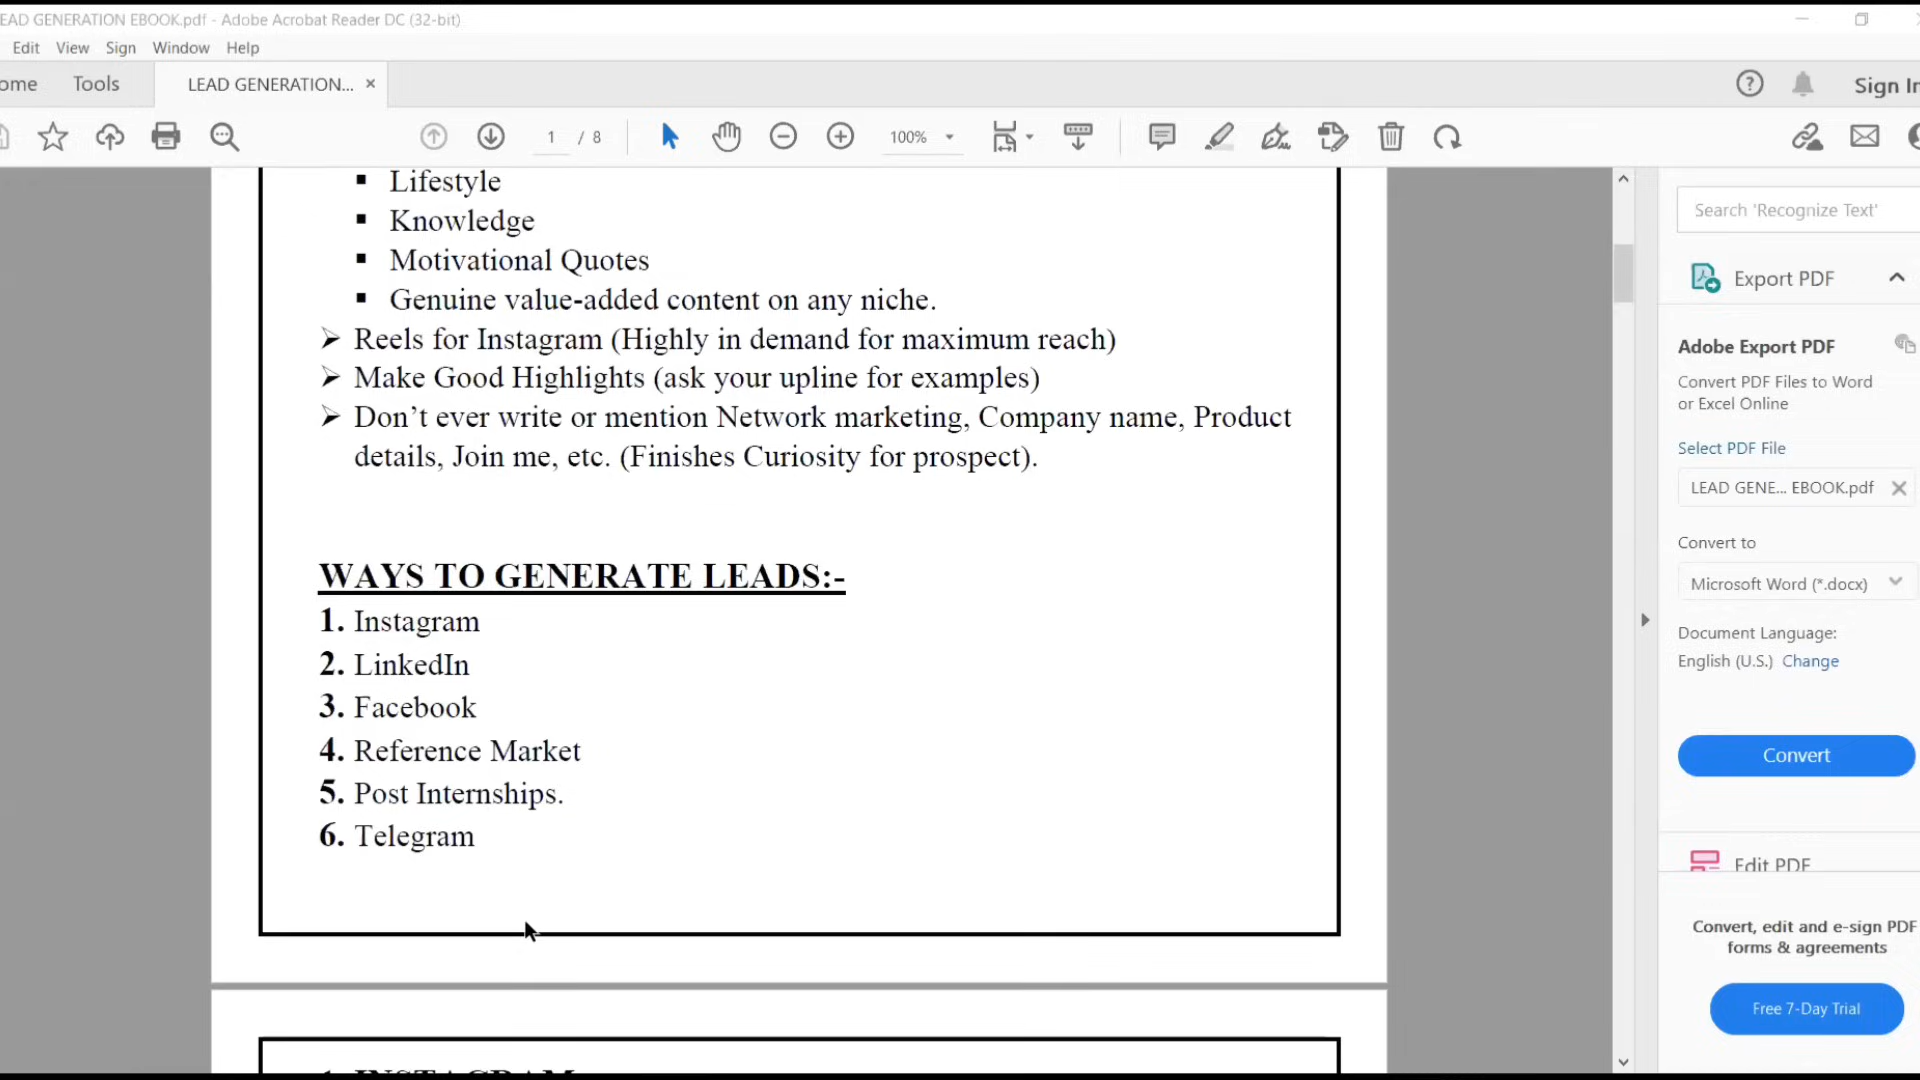 EAD GENERATION EBOOK.pdf - Adobe Acrobat Reader DC (32-bit)
Edit View Sign Window Help
ome Tools LEAD GENERATION... × Sign In
1 / 8 100%
Search 'Recognize Text'
Export PDF
Adobe Export PDF
Convert PDF Files to Word
or Excel Online
Select PDF File
LEAD GENE... EBOOK.pdf
Convert to
Microsoft Word (*.docx)
Document Language:
English (U.S.) Change
Convert
Edit PDF
Convert, edit and e-sign PDF
forms & agreements
Free 7-Day Trial
▪ Lifestyle
▪ Knowledge
▪ Motivational Quotes
▪ Genuine value-added content on any niche.
➢ Reels for Instagram (Highly in demand for maximum reach)
➢ Make Good Highlights (ask your upline for examples)
➢ Don’t ever write or mention Network marketing, Company name, Product
details, Join me, etc. (Finishes Curiosity for prospect).
WAYS TO GENERATE LEADS:-
1. Instagram
2. LinkedIn
3. Facebook
4. Reference Market
5. Post Internships.
6. Telegram